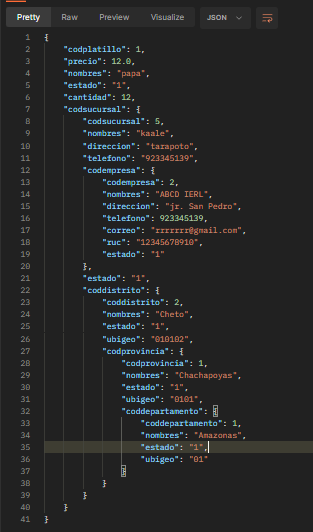 Pretty Raw Preview Visualize JSON
1 {
2 "codplatillo": 1,
3 "precio": 12.0,
4 "nombres": "papa",
5 "estado": "1",
6 "cantidad": 12,
7 "codsucursal": {
8 "codsucursal": 5,
9 "nombres": "kaale",
10 "direccion": "tarapoto",
11 "telefono": "923345139",
12 "codempresa": {
13 "codempresa": 2,
14 "nombres": "ABCD IERL",
15 "direccion": "jr. San Pedro",
16 "telefono": 923345139,
17 "correo": "rrrrrrr@gmail.com",
18 "ruc": "12345678910",
19 "estado": "1"
20 },
21 "estado": "1",
22 "coddistrito": {
23 "coddistrito": 2,
24 "nombres": "Cheto",
25 "estado": "1",
26 "ubigeo": "010102",
27 "codprovincia": {
28 "codprovincia": 1,
29 "nombres": "Chachapoyas",
30 "estado": "1",
31 "ubigeo": "0101",
32 "coddepartamento": {
33 "coddepartamento": 1,
34 "nombres": "Amazonas",
35 "estado": "1",
36 "ubigeo": "01"
37 }
38 }
39 }
40 }
41 }